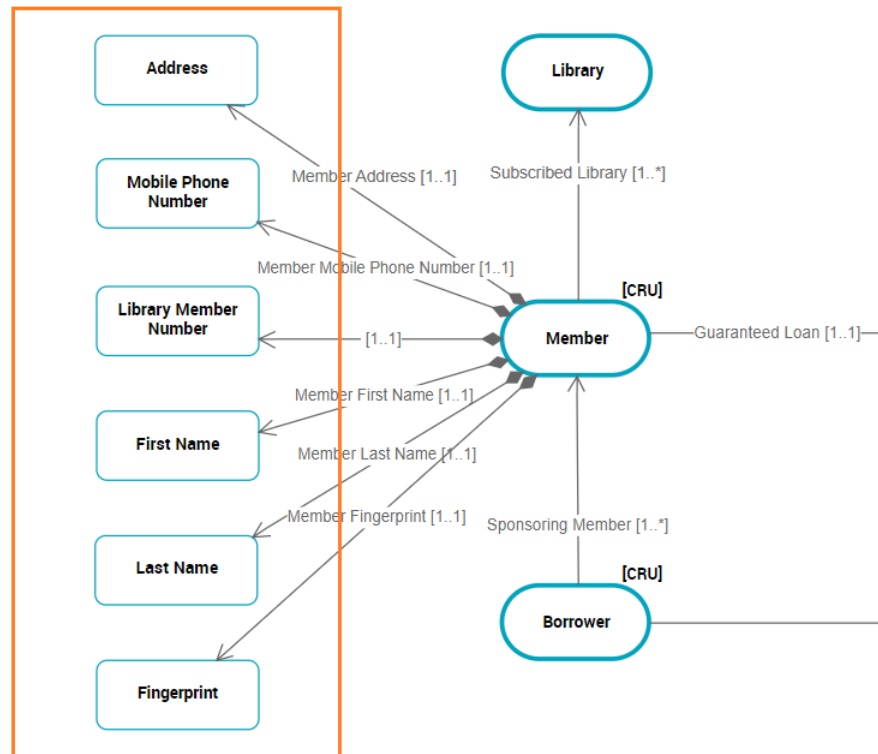 Address
Library
Member Address [1..1]
Subscribed Library [1..*]
Mobile Phone
Number
Member Mobile Phone Number [1..1]
[CRU]
Library Member
Number
[1..1]
Member
Guaranteed Loan [1..1]
Member First Name [1..1]
First Name
Member Last Name [1..1]
Member Fingerprint [1..1]
Sponsoring Member [1..*]
Last Name
[CRU]
Borrower
Fingerprint